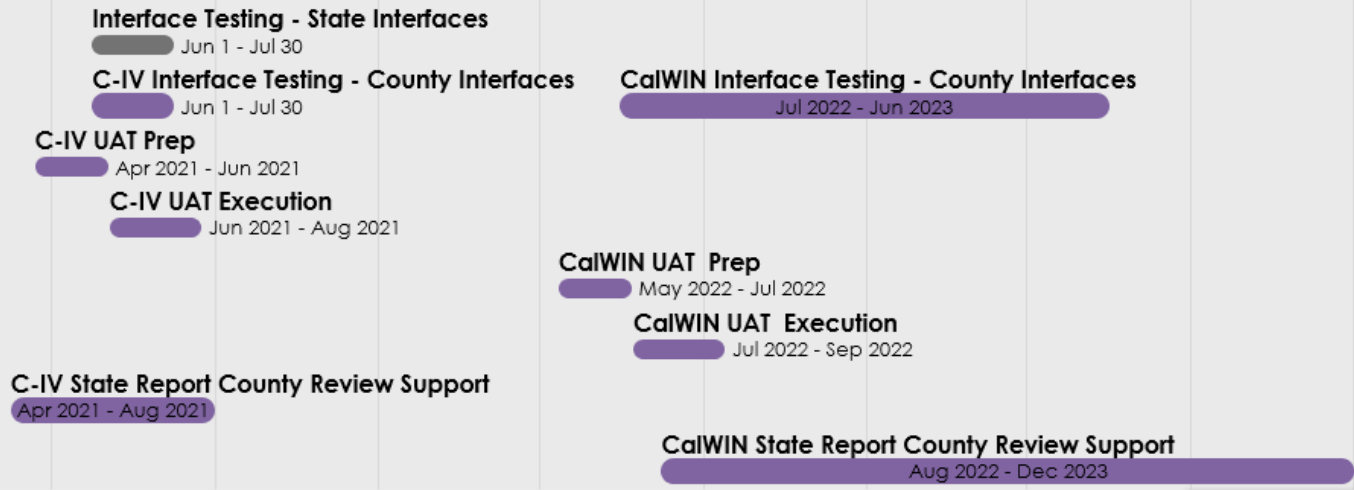 Interface Testing - State Interfaces
Jun 1 - Jul 30
C-IV Interface Testing - County Interfaces
Jun 1 - Jul 30
CalWIN Interface Testing - County Interfaces
Jul 2022 - Jun 2023
C-IV UAT Prep
Apr 2021 - Jun 2021
C-IV UAT Execution
Jun 2021 - Aug 2021
CalWIN UAT  Prep
May 2022 - Jul 2022
CalWIN UAT  Execution
Jul 2022 - Sep 2022
C-IV State Report County Review Support
Apr 2021 - Aug 2021
CalWIN State Report County Review Support
Aug 2022 - Dec 2023